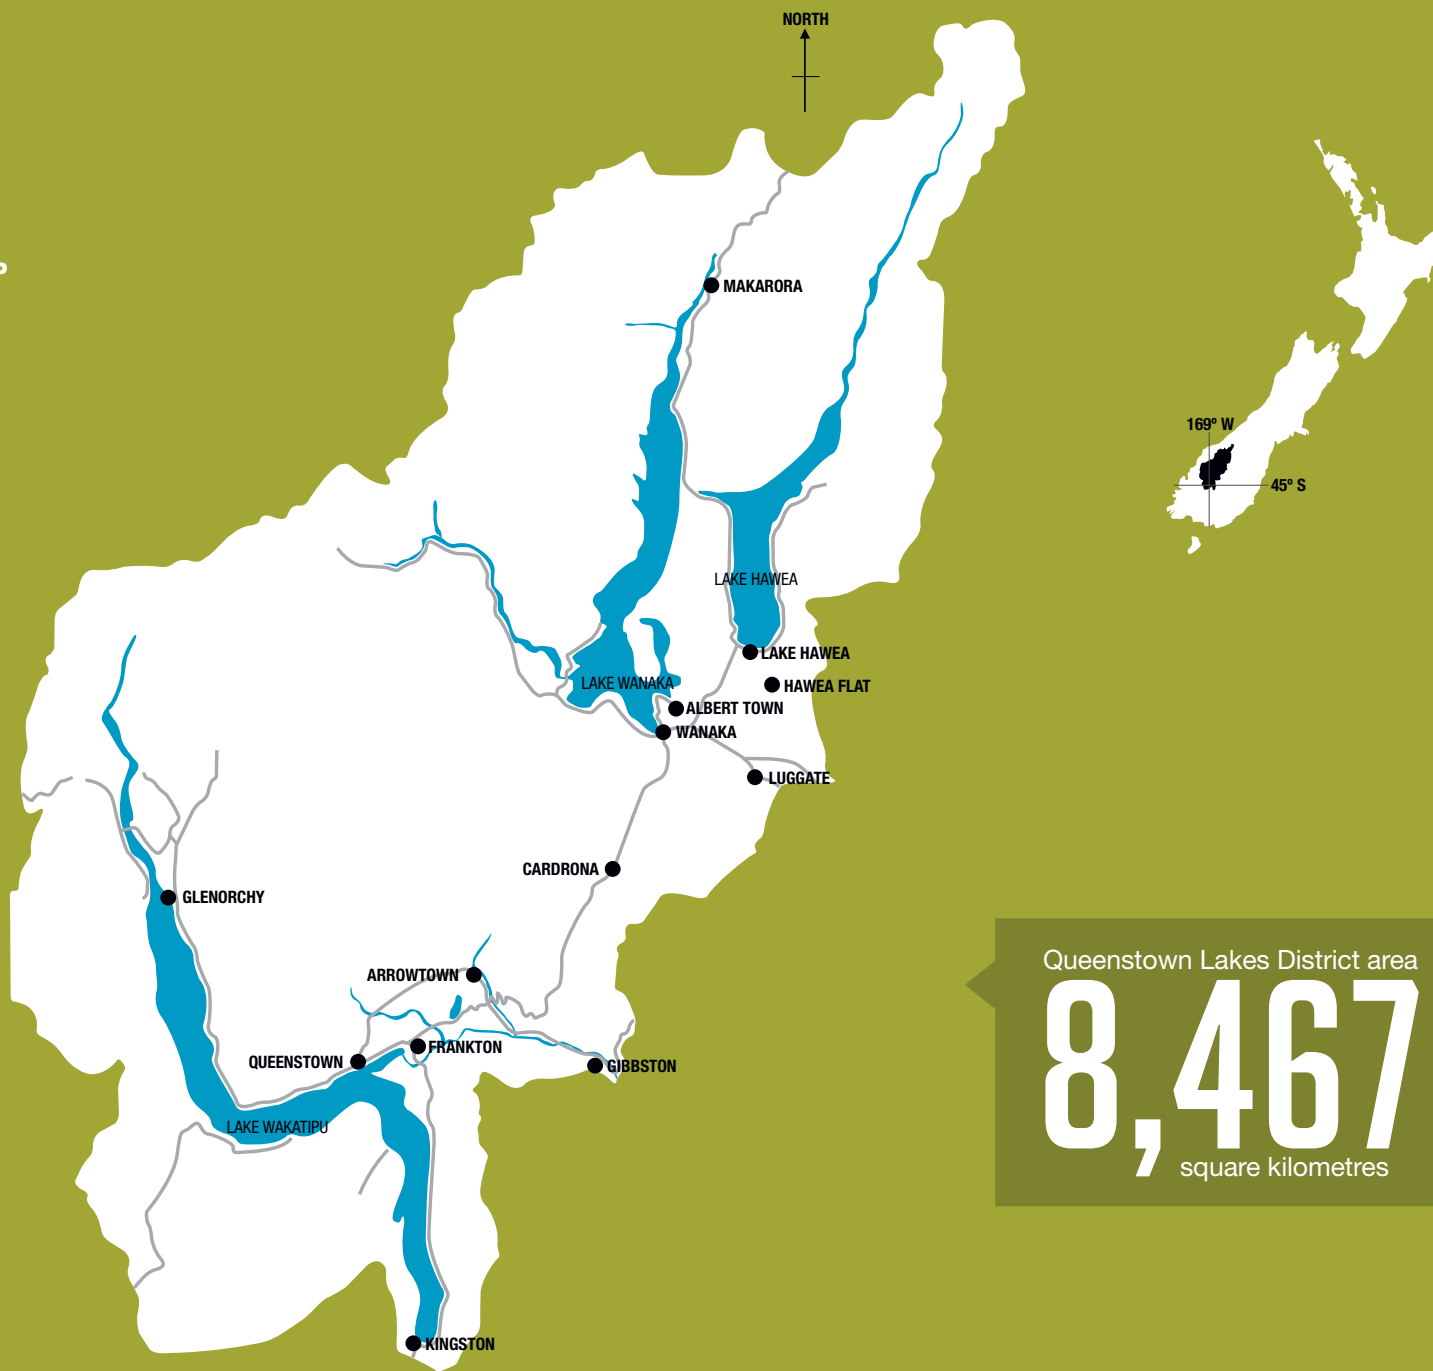 NORTH
MAKARORA
169º W
45º S
LAKE HAWEA
LAKE HAWEA
LAKE WANAKA
HAWEA FLAT
ALBERT TOWN
WANAKA
LUGGATE
CARDRONA
GLENORCHY
ARROWTOWN
FRANKTON
QUEENSTOWN
GIBBSTON
LAKE WAKATIPU
KINGSTON
Queenstown Lakes District area
8,467
square kilometres